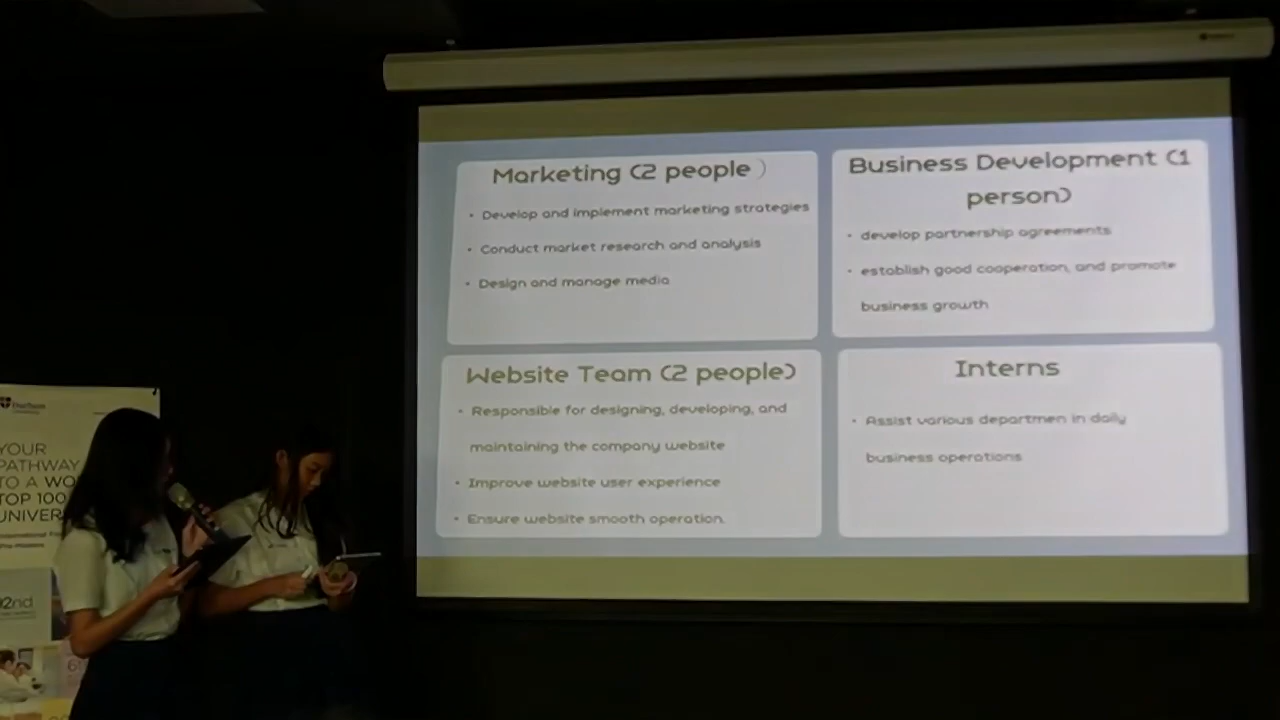 Marketing (2 people )
• Develop and implement marketing strategies
• Conduct market research and analysis
• Design and manage media
Business Development (1
person)
• develop partnership agreements
• establish good cooperation, and promote
business growth
Website Team (2 people)
• Responsible for designing, developing, and
maintaining the company website
• Improve website user experience
• Ensure website smooth operation.
Interns
• Assist various departmen in daily
business operations
Durham
YOUR
PATHWAY
TO A WO
TOP 100
UNIVER
92nd